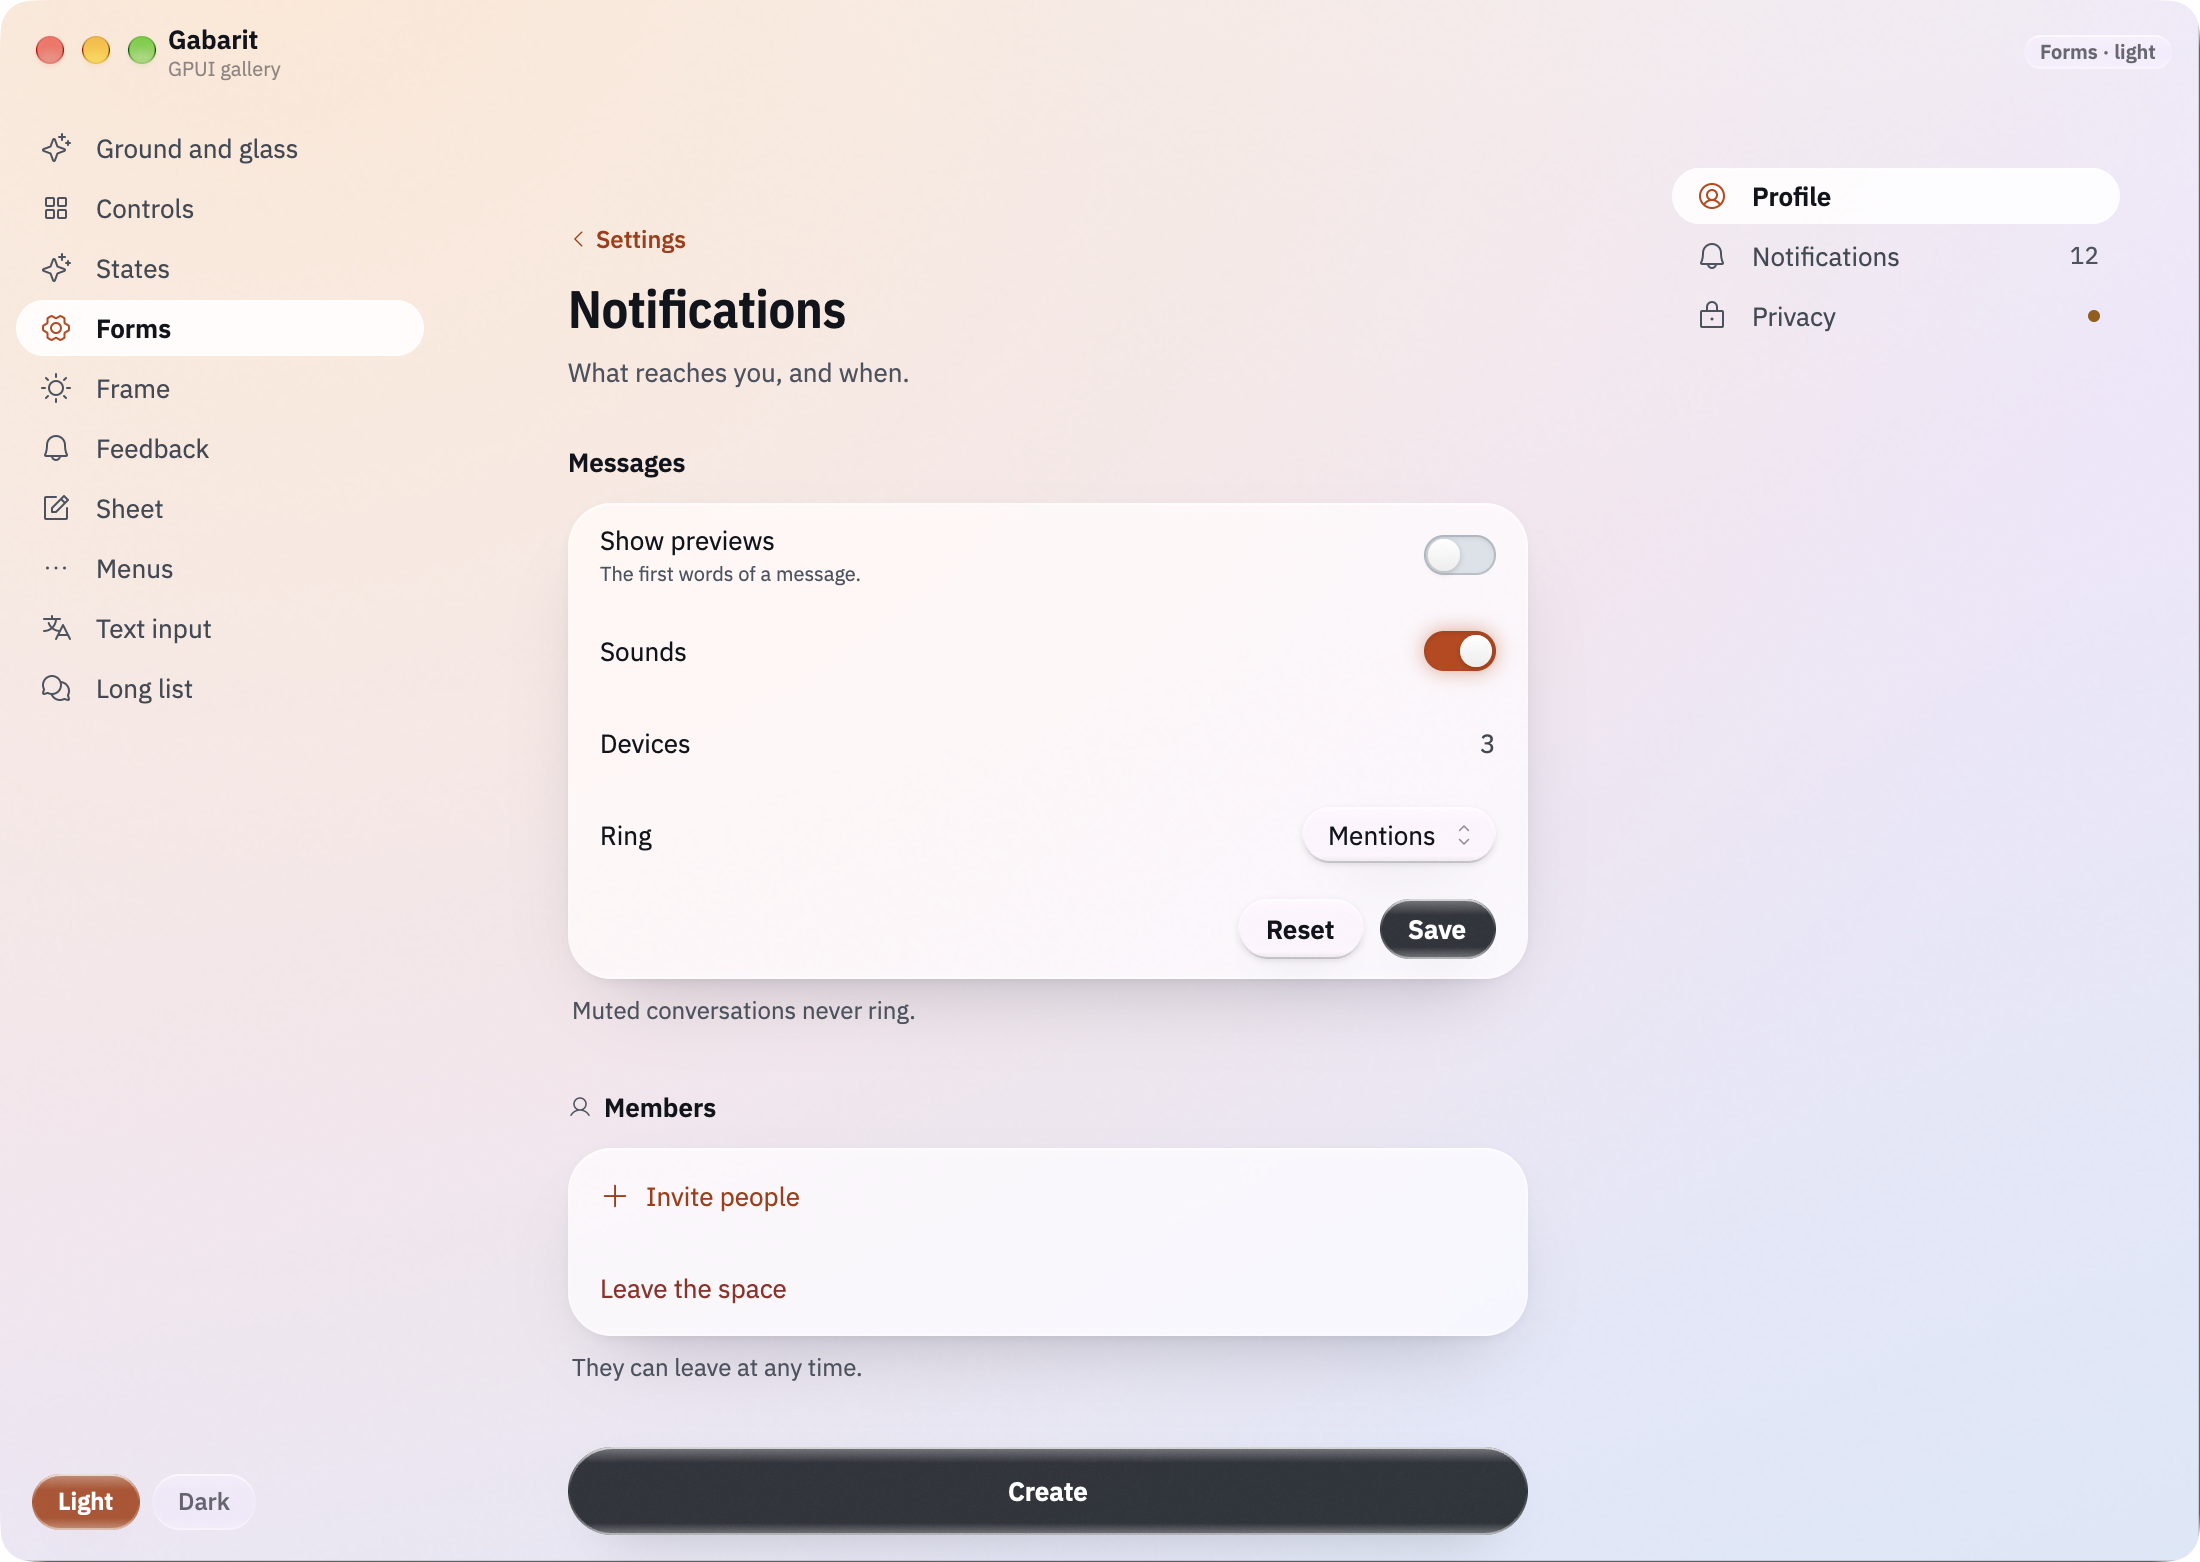 Gabarit
GPUI gallery
Forms · light
Ground and glass
Controls
States
Forms
Frame
Feedback
Sheet
Menus
Text input
Long list
Light
Dark
Settings
Notifications
What reaches you, and when.
Messages
Show previews
The first words of a message.
Sounds
Devices
3
Ring
Mentions
Reset
Save
Muted conversations never ring.
Members
Invite people
Leave the space
They can leave at any time.
Create
Profile
Notifications
12
Privacy